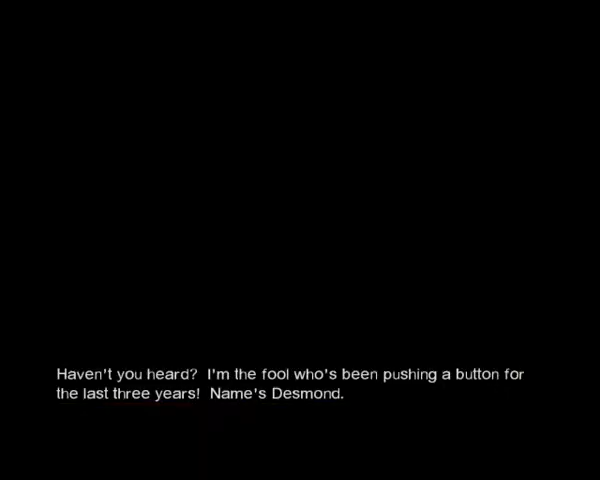 Haven't you heard?  I'm the fool who's been pushing a button for
the last three years!  Name's Desmond.